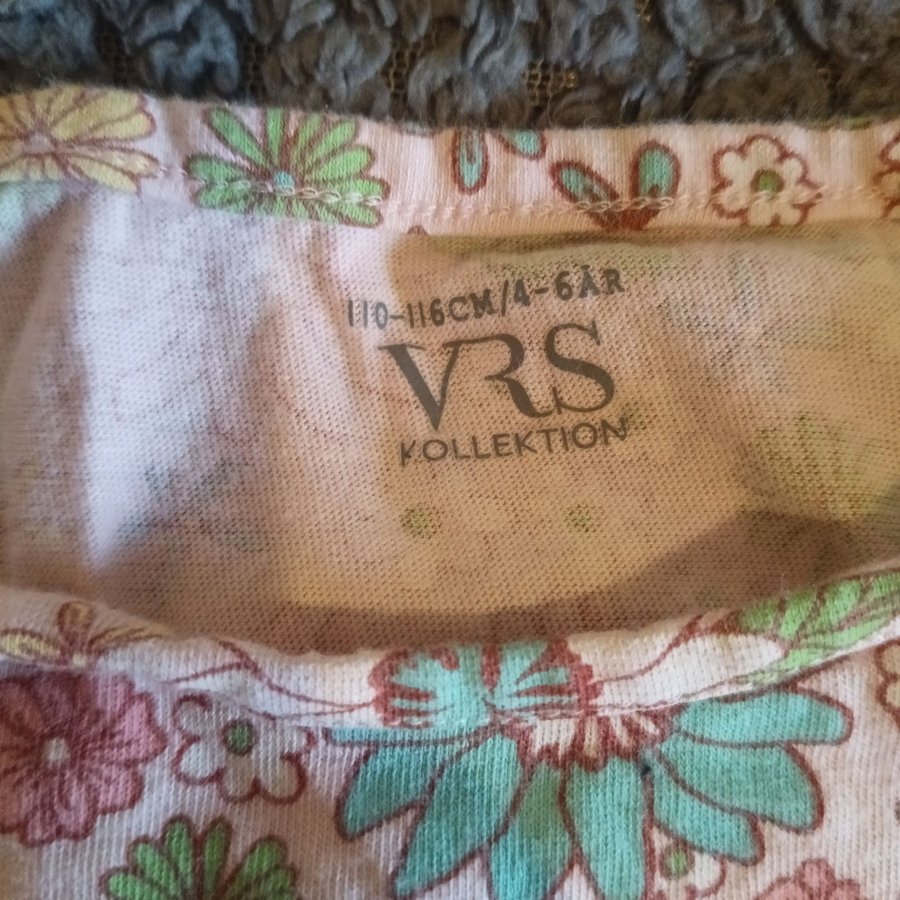 110-116CM/4-6ÅR
VRS
KOLLEKTION